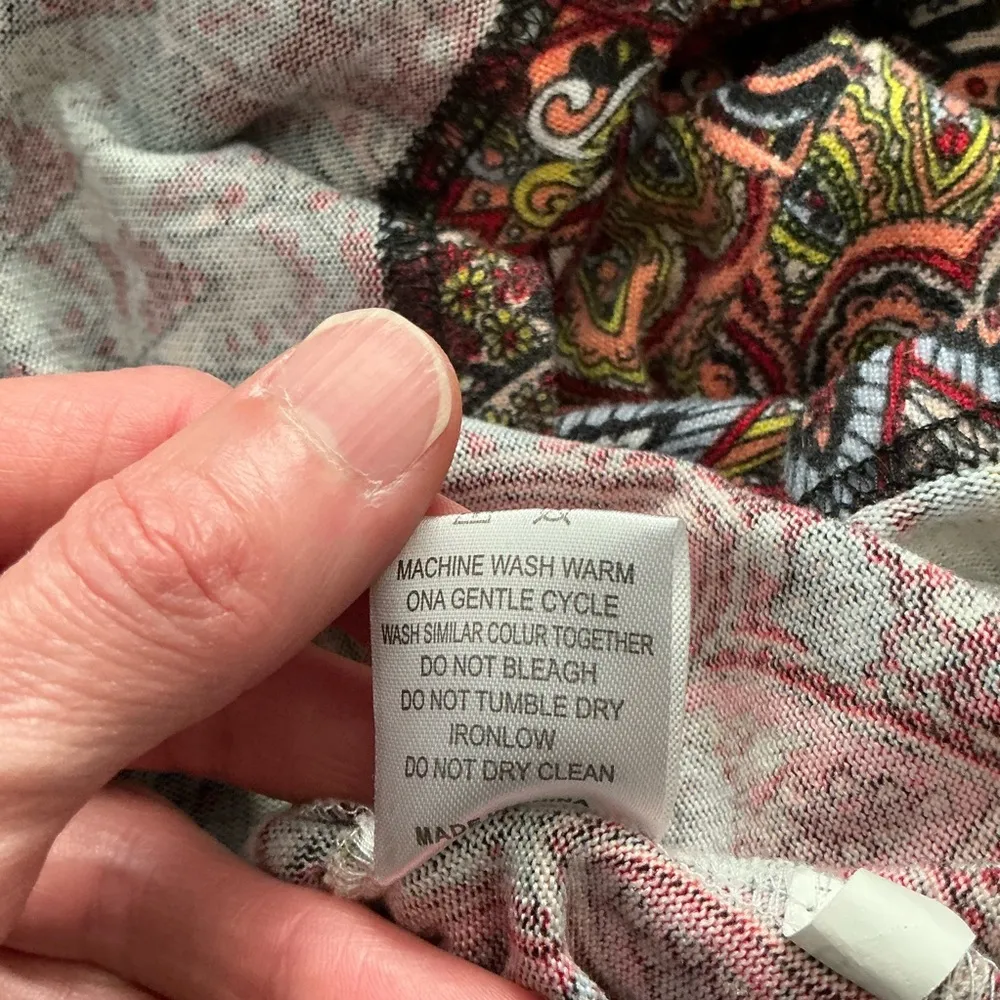 MACHINE WASH WARM
ONA GENTLE CYCLE
WASH SIMILAR COLUR TOGETHER
DO NOT BLEAGH
DO NOT TUMBLE DRY
IRONLOW
DO NOT DRY CLEAN